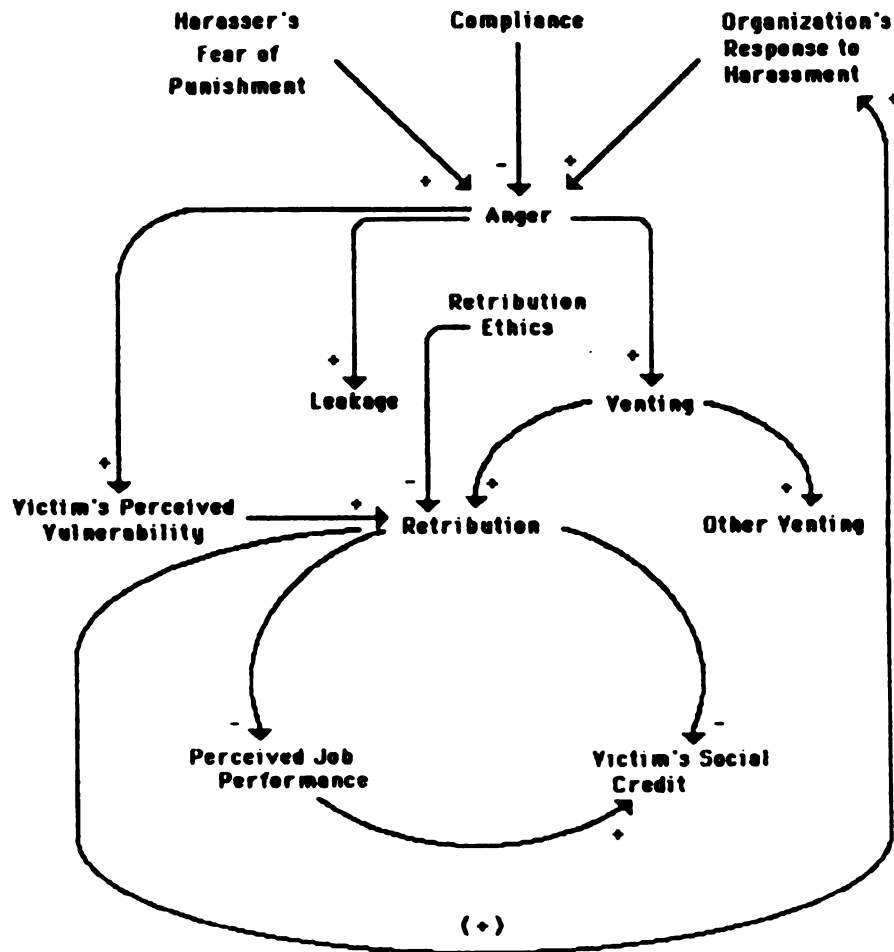 Harasser's
Fear of
Punishment
Compliance
Organization's
Response to
Harassment
+
+
-
+
Anger
Retribution
Ethics
+
+
Leakage
Venting
+
-
+
+
+
Victim's Perceived
Vulnerability
Retribution
Other Venting
-
-
Perceived Job
Performance
Victim's Social
Credit
+
(+)